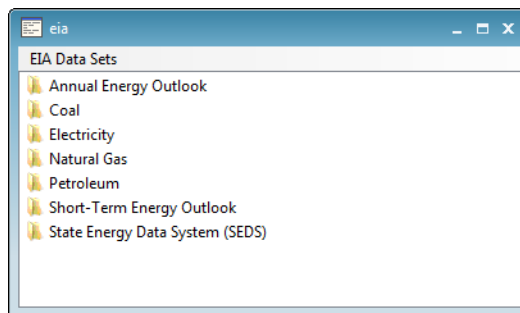 eia
EIA Data Sets
Annual Energy Outlook
Coal
Electricity
Natural Gas
Petroleum
Short-Term Energy Outlook
State Energy Data System (SEDS)